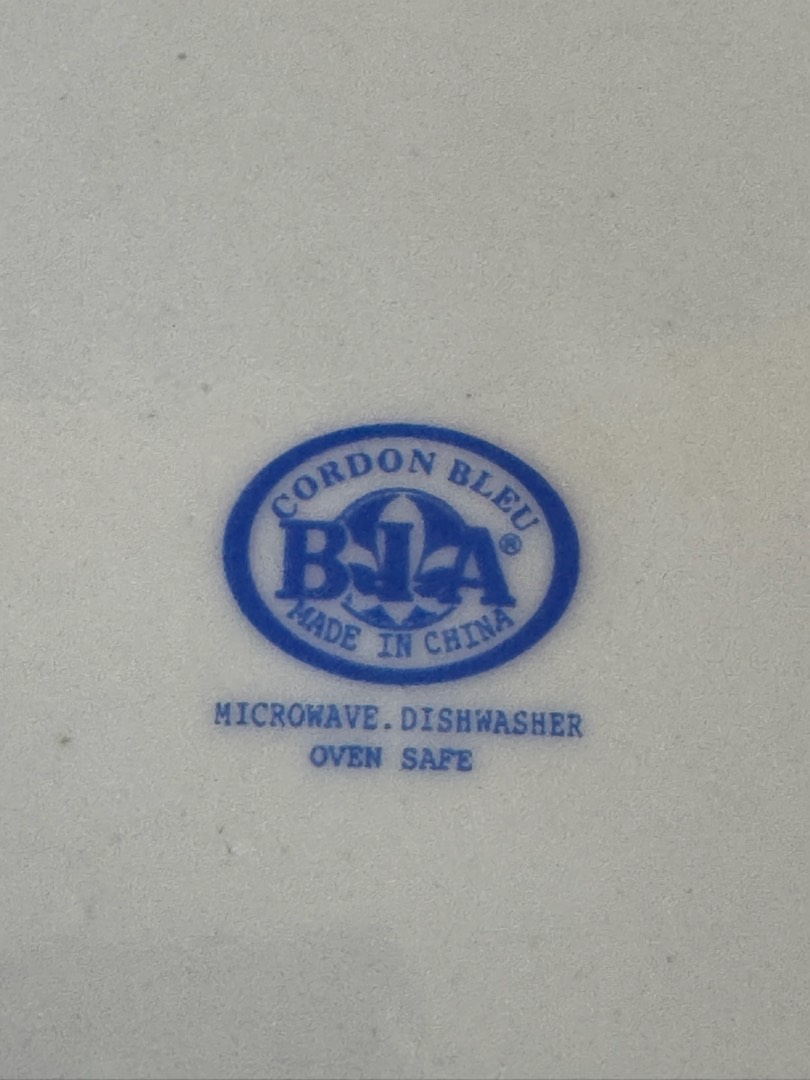 CORDON BLEU
BIA®
MADE IN CHINA
MICROWAVE.DISHWASHER
OVEN SAFE